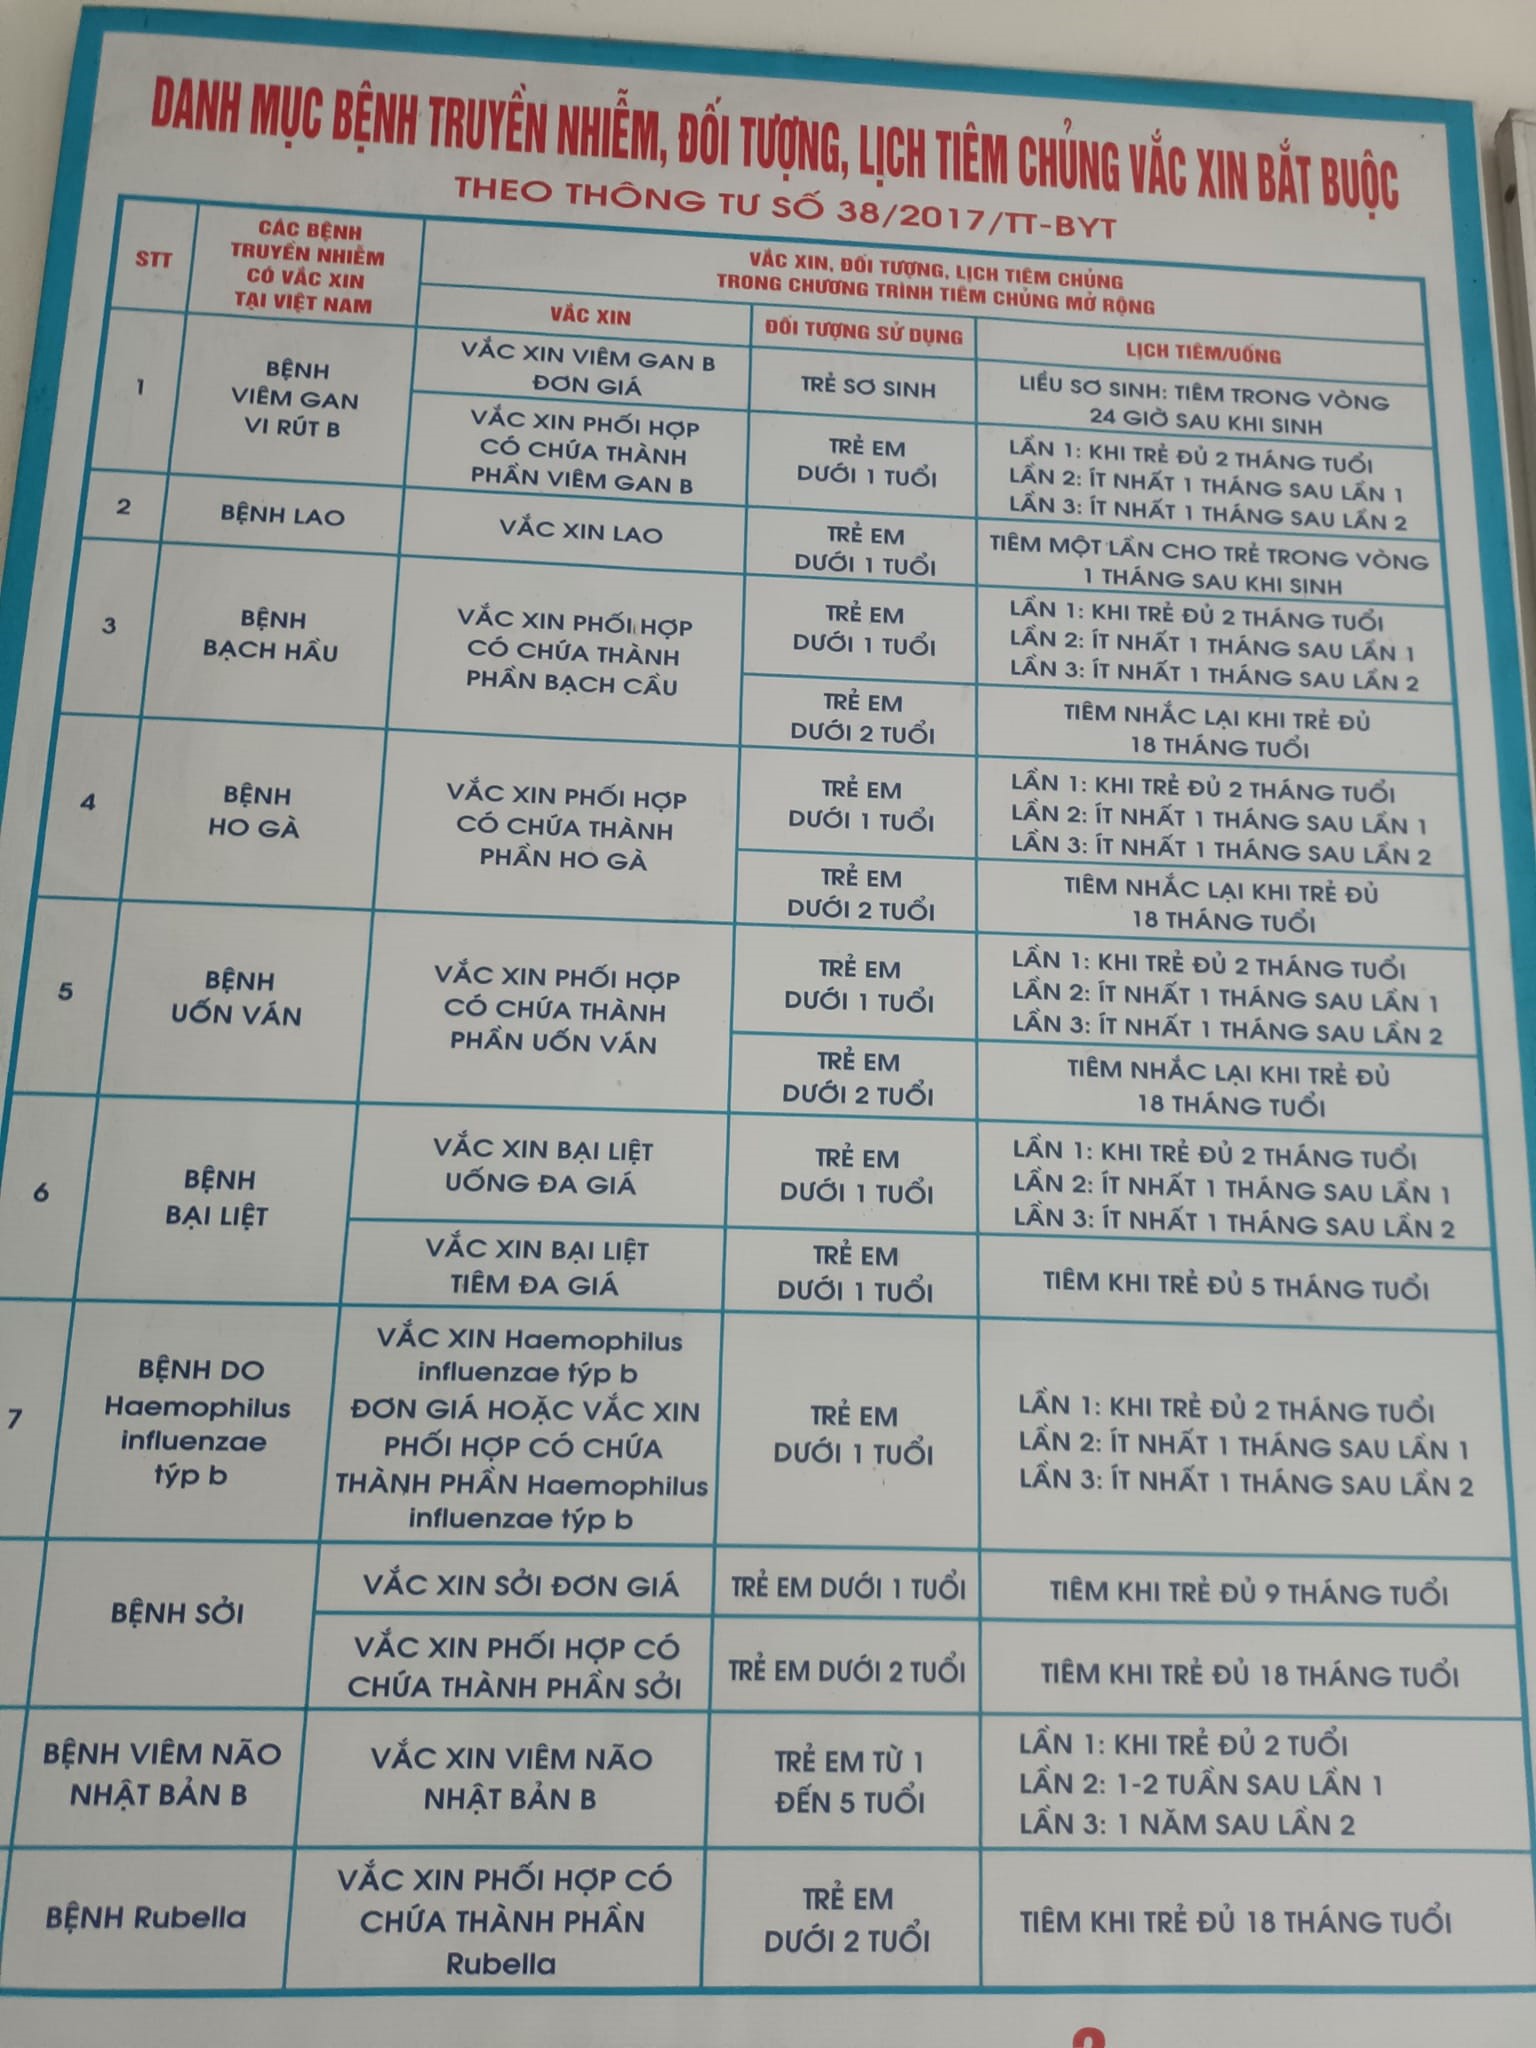 DANH MỤC BỆNH TRUYỀN NHIỄM, ĐỐI TƯỢNG, LỊCH TIÊM CHỦNG VẮC XIN BẮT BUỘC
THEO THÔNG TƯ SỐ 38/2017/TT-BYT
STT
CÁC BỆNH
TRUYỀN NHIỄM
CÓ VẮC XIN
TẠI VIỆT NAM
VẮC XIN, ĐỐI TƯỢNG, LỊCH TIÊM CHỦNG
TRONG CHƯƠNG TRÌNH TIÊM CHỦNG MỞ RỘNG
VẮC XIN
ĐỐI TƯỢNG SỬ DỤNG
LỊCH TIÊM/UỐNG
1
BỆNH
VIÊM GAN
VI RÚT B
VẮC XIN VIÊM GAN B
ĐƠN GIÁ
TRẺ SƠ SINH
LIỀU SƠ SINH: TIÊM TRONG VÒNG
24 GIỜ SAU KHI SINH
VẮC XIN PHỐI HỢP
CÓ CHỨA THÀNH
PHẦN VIÊM GAN B
TRẺ EM
DƯỚI 1 TUỔI
LẦN 1: KHI TRẺ ĐỦ 2 THÁNG TUỔI
LẦN 2: ÍT NHẤT 1 THÁNG SAU LẦN 1
LẦN 3: ÍT NHẤT 1 THÁNG SAU LẦN 2
2
BỆNH LAO
VẮC XIN LAO
TRẺ EM
DƯỚI 1 TUỔI
TIÊM MỘT LẦN CHO TRẺ TRONG VÒNG
1 THÁNG SAU KHI SINH
3
BỆNH
BẠCH HẦU
VẮC XIN PHỐI HỢP
CÓ CHỨA THÀNH
PHẦN BẠCH CẦU
TRẺ EM
DƯỚI 1 TUỔI
LẦN 1: KHI TRẺ ĐỦ 2 THÁNG TUỔI
LẦN 2: ÍT NHẤT 1 THÁNG SAU LẦN 1
LẦN 3: ÍT NHẤT 1 THÁNG SAU LẦN 2
TRẺ EM
DƯỚI 2 TUỔI
TIÊM NHẮC LẠI KHI TRẺ ĐỦ
18 THÁNG TUỔI
4
BỆNH
HO GÀ
VẮC XIN PHỐI HỢP
CÓ CHỨA THÀNH
PHẦN HO GÀ
TRẺ EM
DƯỚI 1 TUỔI
LẦN 1: KHI TRẺ ĐỦ 2 THÁNG TUỔI
LẦN 2: ÍT NHẤT 1 THÁNG SAU LẦN 1
LẦN 3: ÍT NHẤT 1 THÁNG SAU LẦN 2
TRẺ EM
DƯỚI 2 TUỔI
TIÊM NHẮC LẠI KHI TRẺ ĐỦ
18 THÁNG TUỔI
5
BỆNH
UỐN VÁN
VẮC XIN PHỐI HỢP
CÓ CHỨA THÀNH
PHẦN UỐN VÁN
TRẺ EM
DƯỚI 1 TUỔI
LẦN 1: KHI TRẺ ĐỦ 2 THÁNG TUỔI
LẦN 2: ÍT NHẤT 1 THÁNG SAU LẦN 1
LẦN 3: ÍT NHẤT 1 THÁNG SAU LẦN 2
TRẺ EM
DƯỚI 2 TUỔI
TIÊM NHẮC LẠI KHI TRẺ ĐỦ
18 THÁNG TUỔI
6
BỆNH
BẠI LIỆT
VẮC XIN BẠI LIỆT
UỐNG ĐA GIÁ
TRẺ EM
DƯỚI 1 TUỔI
LẦN 1: KHI TRẺ ĐỦ 2 THÁNG TUỔI
LẦN 2: ÍT NHẤT 1 THÁNG SAU LẦN 1
LẦN 3: ÍT NHẤT 1 THÁNG SAU LẦN 2
VẮC XIN BẠI LIỆT
TIÊM ĐA GIÁ
TRẺ EM
DƯỚI 1 TUỔI
TIÊM KHI TRẺ ĐỦ 5 THÁNG TUỔI
7
BỆNH DO
Haemophilus
influenzae
týp b
VẮC XIN Haemophilus
influenzae týp b
ĐƠN GIÁ HOẶC VẮC XIN
PHỐI HỢP CÓ CHỨA
THÀNH PHẦN Haemophilus
influenzae týp b
TRẺ EM
DƯỚI 1 TUỔI
LẦN 1: KHI TRẺ ĐỦ 2 THÁNG TUỔI
LẦN 2: ÍT NHẤT 1 THÁNG SAU LẦN 1
LẦN 3: ÍT NHẤT 1 THÁNG SAU LẦN 2
BỆNH SỞI
VẮC XIN SỞI ĐƠN GIÁ
TRẺ EM DƯỚI 1 TUỔI
TIÊM KHI TRẺ ĐỦ 9 THÁNG TUỔI
VẮC XIN PHỐI HỢP CÓ
CHỨA THÀNH PHẦN SỞI
TRẺ EM DƯỚI 2 TUỔI
TIÊM KHI TRẺ ĐỦ 18 THÁNG TUỔI
BỆNH VIÊM NÃO
NHẬT BẢN B
VẮC XIN VIÊM NÃO
NHẬT BẢN B
TRẺ EM TỪ 1
ĐẾN 5 TUỔI
LẦN 1: KHI TRẺ ĐỦ 2 TUỔI
LẦN 2: 1-2 TUẦN SAU LẦN 1
LẦN 3: 1 NĂM SAU LẦN 2
BỆNH Rubella
VẮC XIN PHỐI HỢP CÓ
CHỨA THÀNH PHẦN
Rubella
TRẺ EM
DƯỚI 2 TUỔI
TIÊM KHI TRẺ ĐỦ 18 THÁNG TUỔI